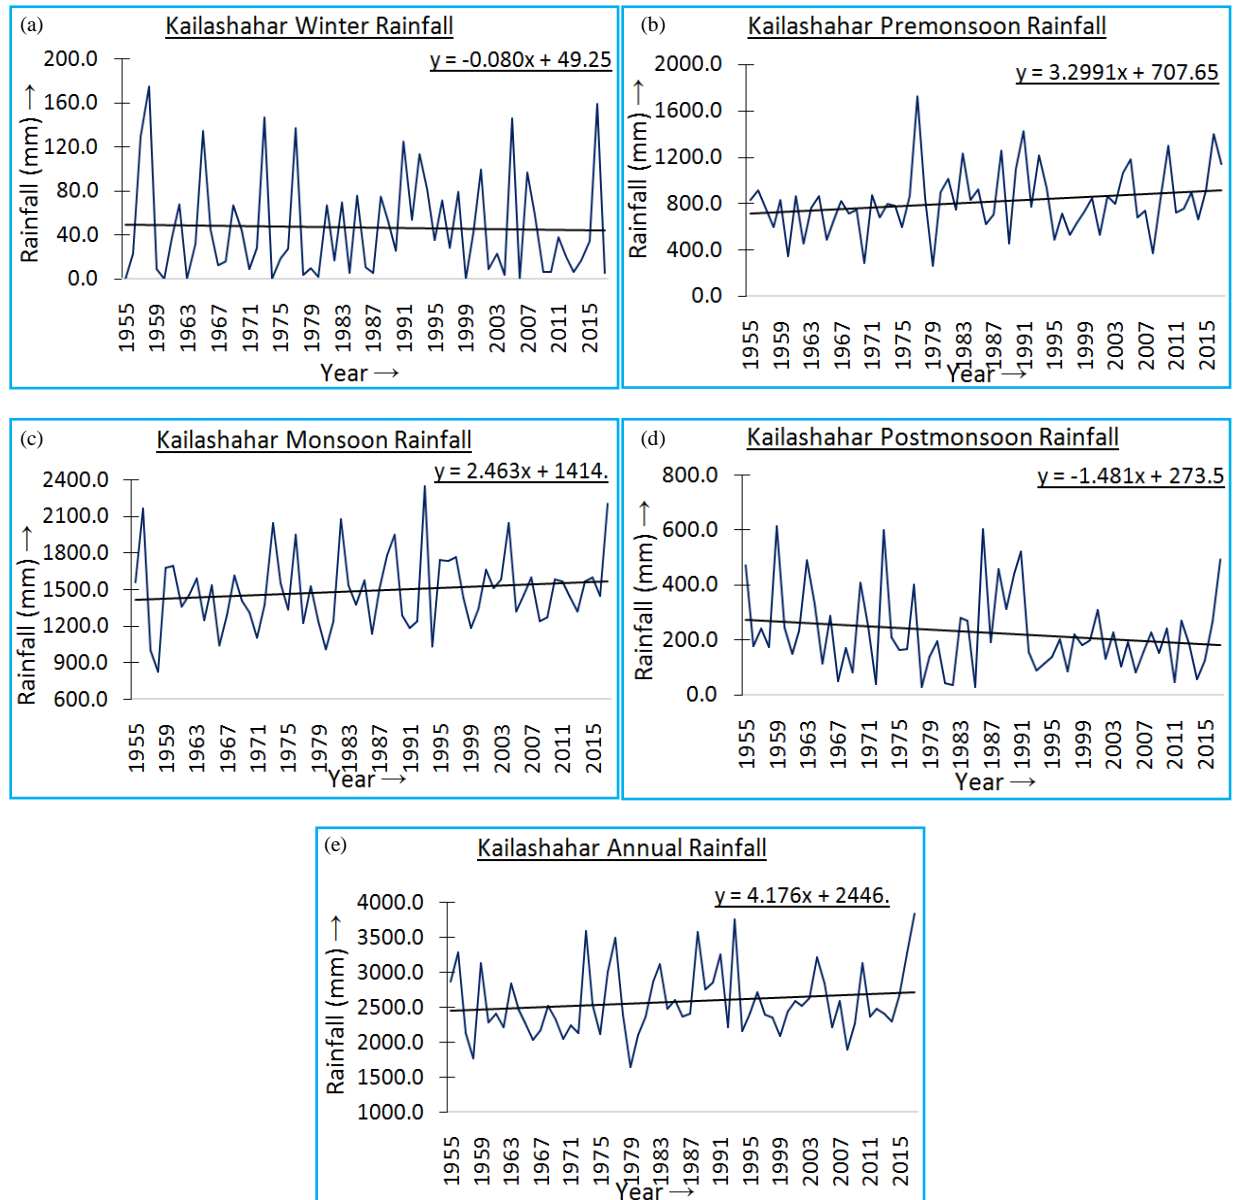 (a)
Kailashahar Winter Rainfall
y = -0.080x + 49.25
Rainfall (mm) →
200.0
160.0
120.0
80.0
40.0
0.0
1955 1959 1963 1967 1971 1975 1979 1983 1987 1991 1995 1999 2003 2007 2011 2015
Year →
(b)
Kailashahar Premonsoon Rainfall
y = 3.2991x + 707.65
Rainfall (mm) →
2000.0
1600.0
1200.0
800.0
400.0
0.0
1955 1959 1963 1967 1971 1975 1979 1983 1987 1991 1995 1999 2003 2007 2011 2015
Year →
(c)
Kailashahar Monsoon Rainfall
y = 2.463x + 1414.
Rainfall (mm) →
2400.0
2100.0
1800.0
1500.0
1200.0
900.0
600.0
1955 1959 1963 1967 1971 1975 1979 1983 1987 1991 1995 1999 2003 2007 2011 2015
Year →
(d)
Kailashahar Postmonsoon Rainfall
y = -1.481x + 273.5
Rainfall (mm) →
800.0
600.0
400.0
200.0
0.0
1955 1959 1963 1967 1971 1975 1979 1983 1987 1991 1995 1999 2003 2007 2011 2015
Year →
(e)
Kailashahar Annual Rainfall
y = 4.176x + 2446.
Rainfall (mm) →
4000.0
3500.0
3000.0
2500.0
2000.0
1500.0
1000.0
1955 1959 1963 1967 1971 1975 1979 1983 1987 1991 1995 1999 2003 2007 2011 2015
Year →